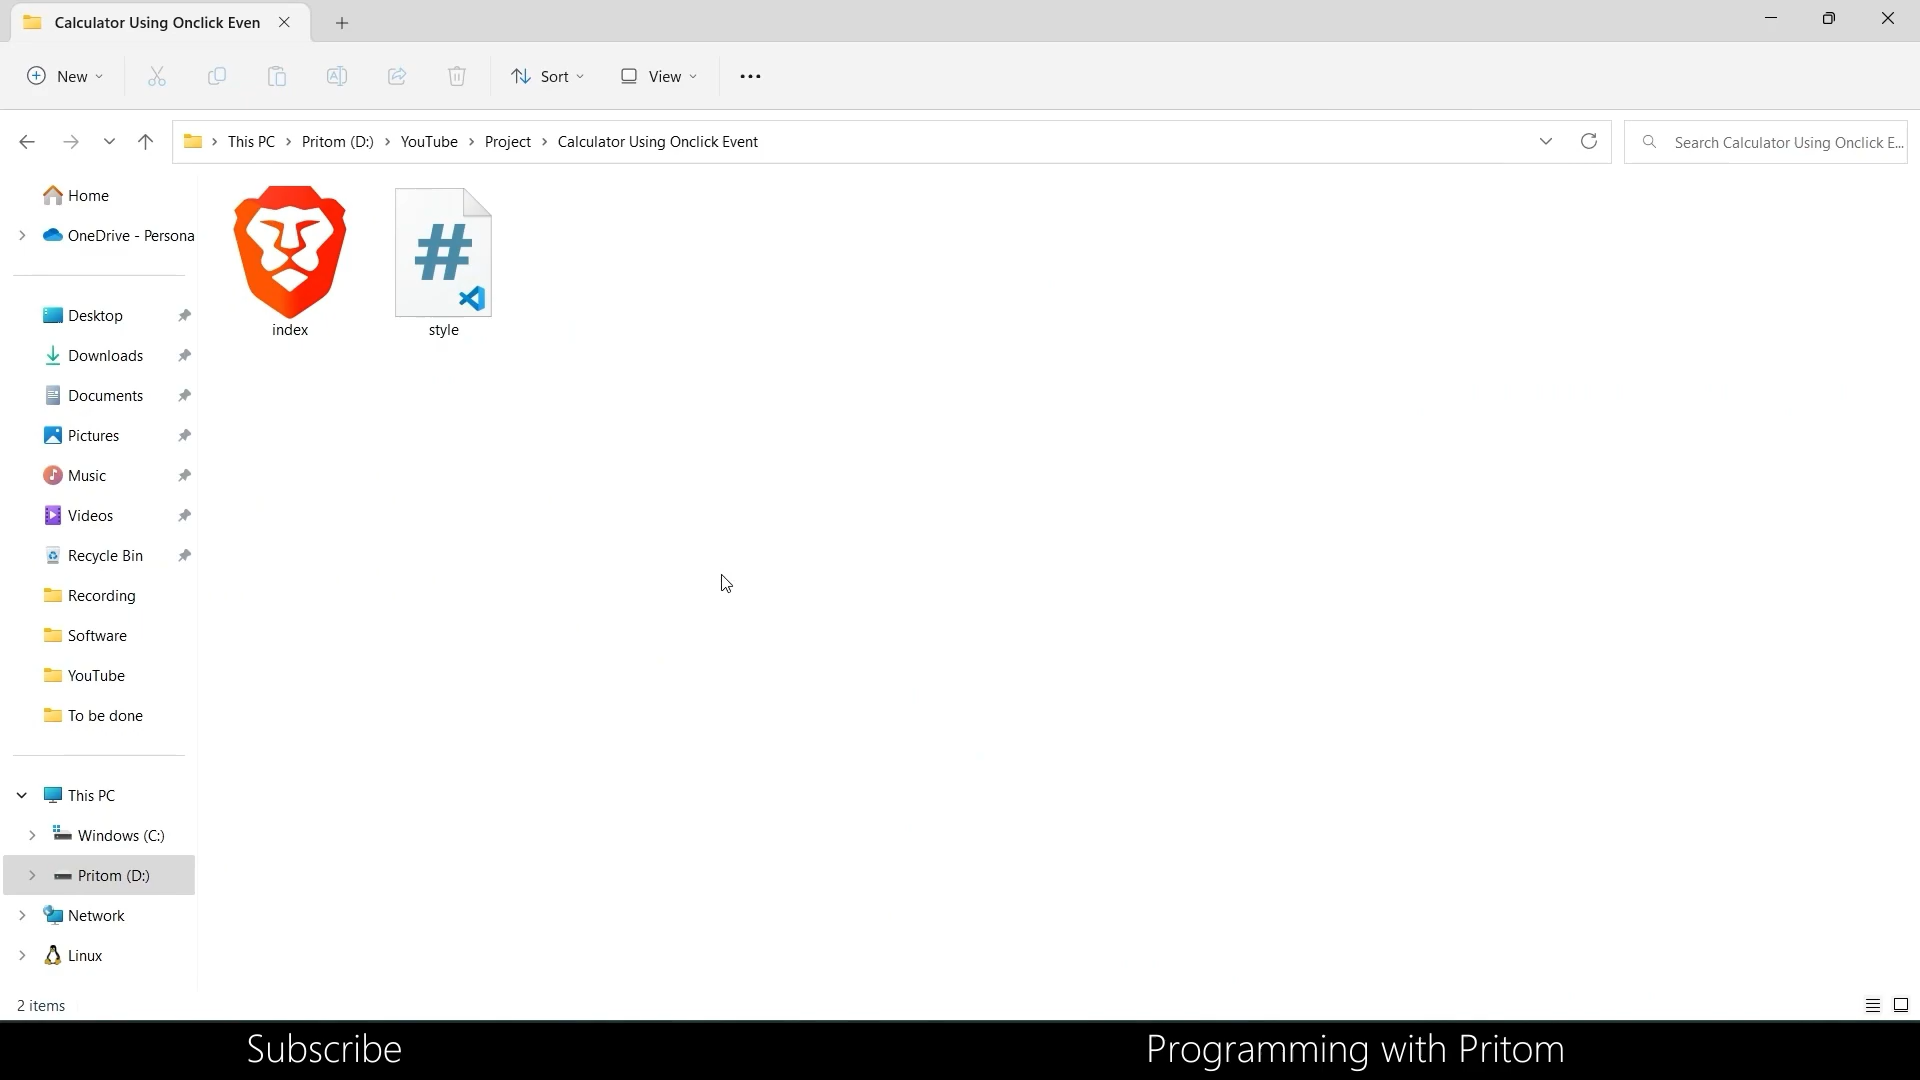 Calculator Using Onclick Even
New
Sort
View
This PC
Pritom (D:)
YouTube
Project
Calculator Using Onclick Event
Search Calculator Using Onclick E...
Home
OneDrive - Persona
Desktop
Downloads
Documents
Pictures
Music
Videos
Recycle Bin
Recording
Software
YouTube
To be done
This PC
Windows (C:)
Pritom (D:)
Network
Linux
index
style
2 items
Subscribe
Programming with Pritom